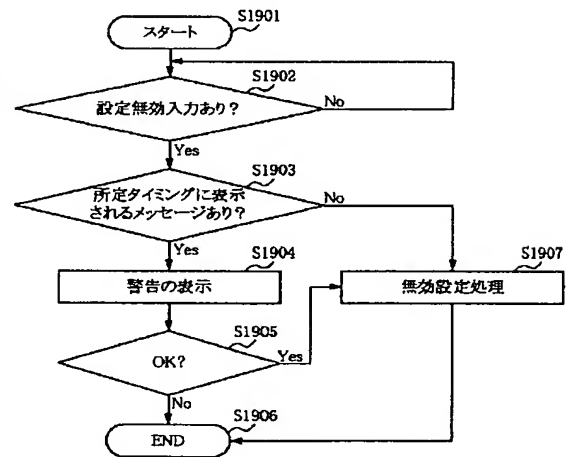 S1901
スタート
S1902
設定無効入力あり?
No
Yes
S1903
所定タイミングに表示
されるメッセージあり?
No
Yes
S1904
警告の表示
S1907
無効設定処理
S1905
OK?
Yes
No
S1906
END